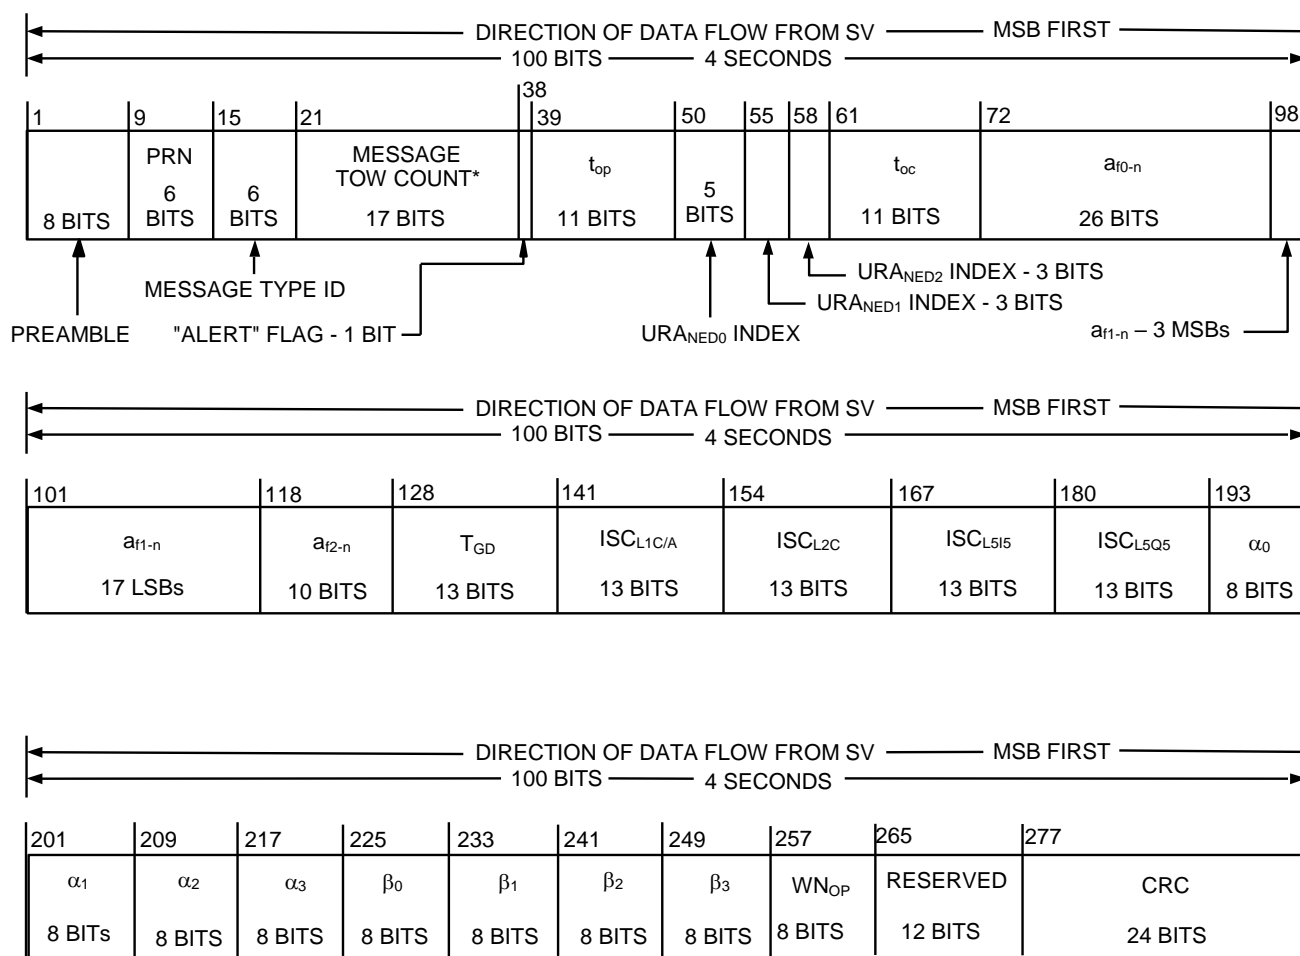 DIRECTION OF DATA FLOW FROM SV MSB FIRST
100 BITS 4 SECONDS
38
1 9 15 21 39 50 55 58 61 72 98
PRN MESSAGE
TOW COUNT* top toc af0-n
8 BITS 6
BITS 6
BITS 17 BITS 11 BITS 5
BITS 11 BITS 26 BITS
MESSAGE TYPE ID URANED2 INDEX - 3 BITS
URANED1 INDEX - 3 BITS
PREAMBLE "ALERT" FLAG - 1 BIT URANED0 INDEX af1-n – 3 MSBs
DIRECTION OF DATA FLOW FROM SV MSB FIRST
100 BITS 4 SECONDS
101 118 128 141 154 167 180 193
af1-n af2-n TGD ISCL1C/A ISCL2C ISCL5I5 ISCL5Q5 α0
17 LSBs 10 BITS 13 BITS 13 BITS 13 BITS 13 BITS 13 BITS 8 BITS
DIRECTION OF DATA FLOW FROM SV MSB FIRST
100 BITS 4 SECONDS
201 209 217 225 233 241 249 257 265 277
α1 α2 α3 β0 β1 β2 β3 WNOP RESERVED CRC
8 BITs 8 BITS 8 BITS 8 BITS 8 BITS 8 BITS 8 BITS 8 BITS 12 BITS 24 BITS